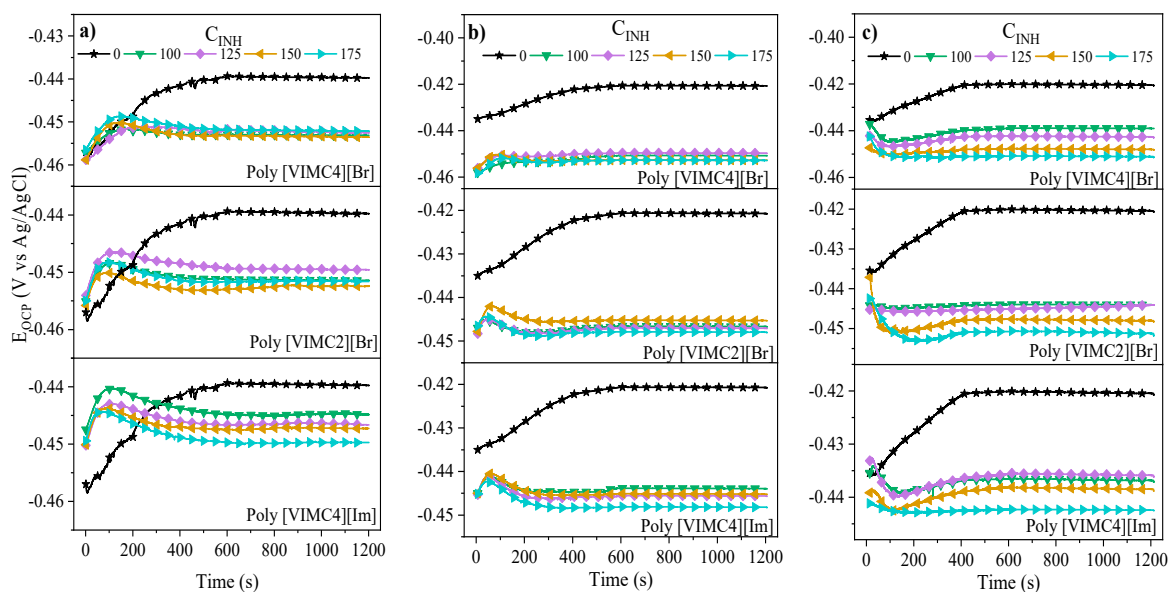 a)
C_INH
0 100 125 150 175
-0.43
-0.44
-0.45
-0.46
Poly [VIMC4][Br]
-0.44
-0.45
-0.46
Poly [VIMC2][Br]
-0.44
-0.45
-0.46
Poly [VIMC4][Im]
0 200 400 600 800 1000 1200
Time (s)
E_OCP (V vs Ag/AgCl)
b)
C_INH
0 100 125 150 175
-0.40
-0.42
-0.44
-0.46
Poly [VIMC4][Br]
-0.42
-0.43
-0.44
-0.45
Poly [VIMC2][Br]
-0.42
-0.43
-0.44
-0.45
Poly [VIMC4][Im]
0 200 400 600 800 1000 1200
Time (s)
c)
C_INH
0 100 125 150 175
-0.40
-0.42
-0.44
-0.46
Poly [VIMC4][Br]
-0.42
-0.43
-0.44
-0.45
Poly [VIMC2][Br]
-0.42
-0.43
-0.44
Poly [VIMC4][Im]
0 200 400 600 800 1000 1200
Time (s)